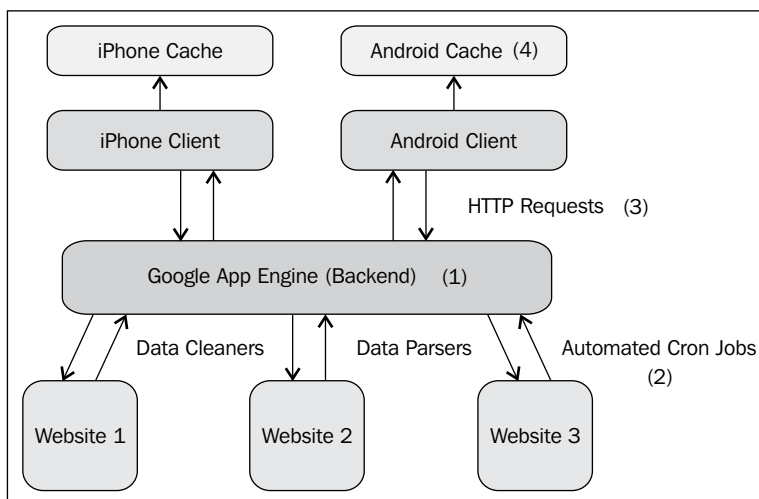 iPhone Cache
Android Cache (4)
iPhone Client
Android Client
HTTP Requests (3)
Google App Engine (Backend) (1)
Data Cleaners
Data Parsers
Automated Cron Jobs
(2)
Website 1
Website 2
Website 3